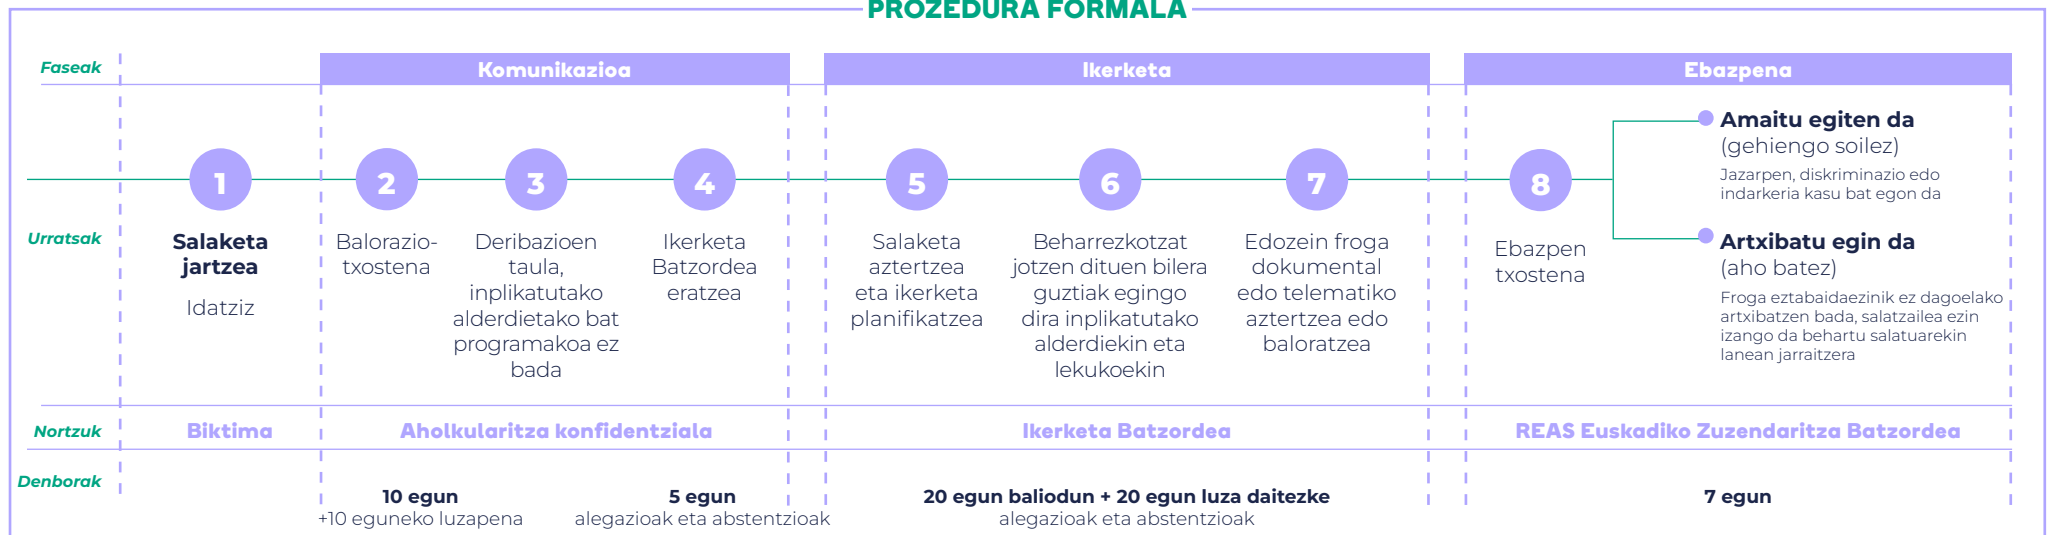 PROZEDURA FORMALA
Faseak
Komunikazioa
Ikerketa
Ebazpena
Urratsak
1
Salaketa
jartzea
Idatziz
2
Balorazio-
txostena
3
Deribazioen
taula,
inplikatutako
alderdietako bat
programakoa ez
bada
4
Ikerketa
Batzordea
eratzea
5
Salaketa
aztertzea
eta ikerketa
planifikatzea
6
Beharrezkotzat
jotzen dituen bilera
guztiak egingo
dira inplikatutako
alderdiekin eta
lekukoekin
7
Edozein froga
dokumental
edo telematiko
aztertzea edo
baloratzea
8
Ebazpen
txostena
Amaitu egiten da
(gehiengo soilez)
Jazarpen, diskriminazio edo
indarkeria kasu bat egon da
Artxibatu egin da
(aho batez)
Froga eztabaidaezinik ez dagoelako
artxibatzen bada, salatzailea ezin
izango da behartu salatuarekin
lanean jarraitzera
Nortzuk
Biktima
Aholkularitza konfidentziala
Ikerketa Batzordea
REAS Euskadiko Zuzendaritza Batzordea
Denborak
10 egun
+10 eguneko luzapena
5 egun
alegazioak eta abstentzioak
20 egun baliodun + 20 egun luza daitezke
alegazioak eta abstentzioak
7 egun